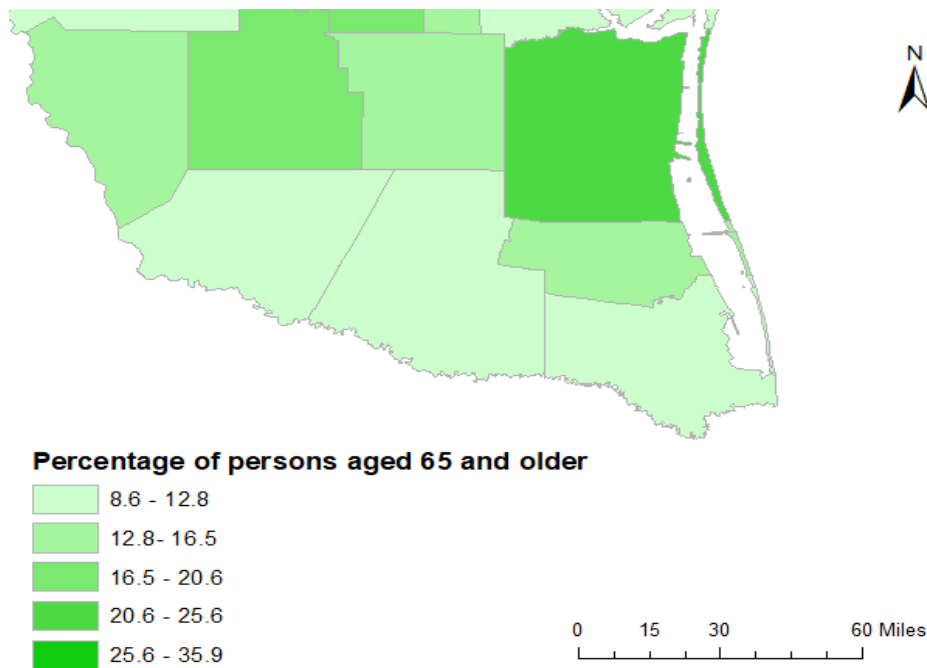 N
Percentage of persons aged 65 and older
8.6 - 12.8
12.8- 16.5
16.5 - 20.6
20.6 - 25.6
25.6 - 35.9
0 15 30 60 Miles